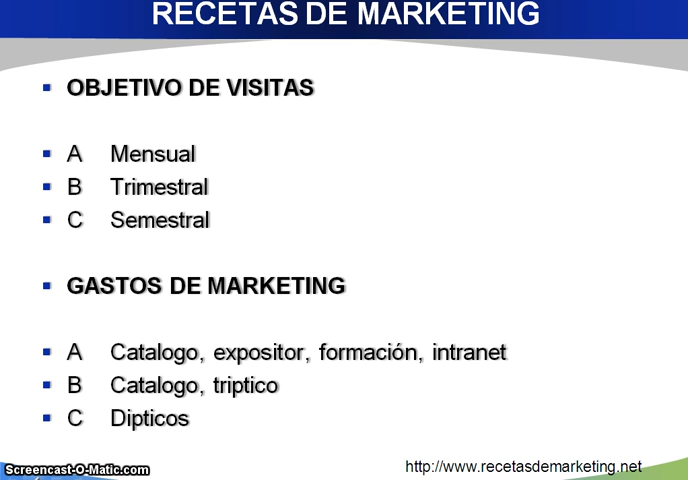 RECETAS DE MARKETING
OBJETIVO DE VISITAS
A Mensual
B Trimestral
C Semestral
GASTOS DE MARKETING
A Catalogo, expositor, formación, intranet
B Catalogo, triptico
C Dipticos
Screencast-O-Matic.com
http://www.recetasdemarketing.net